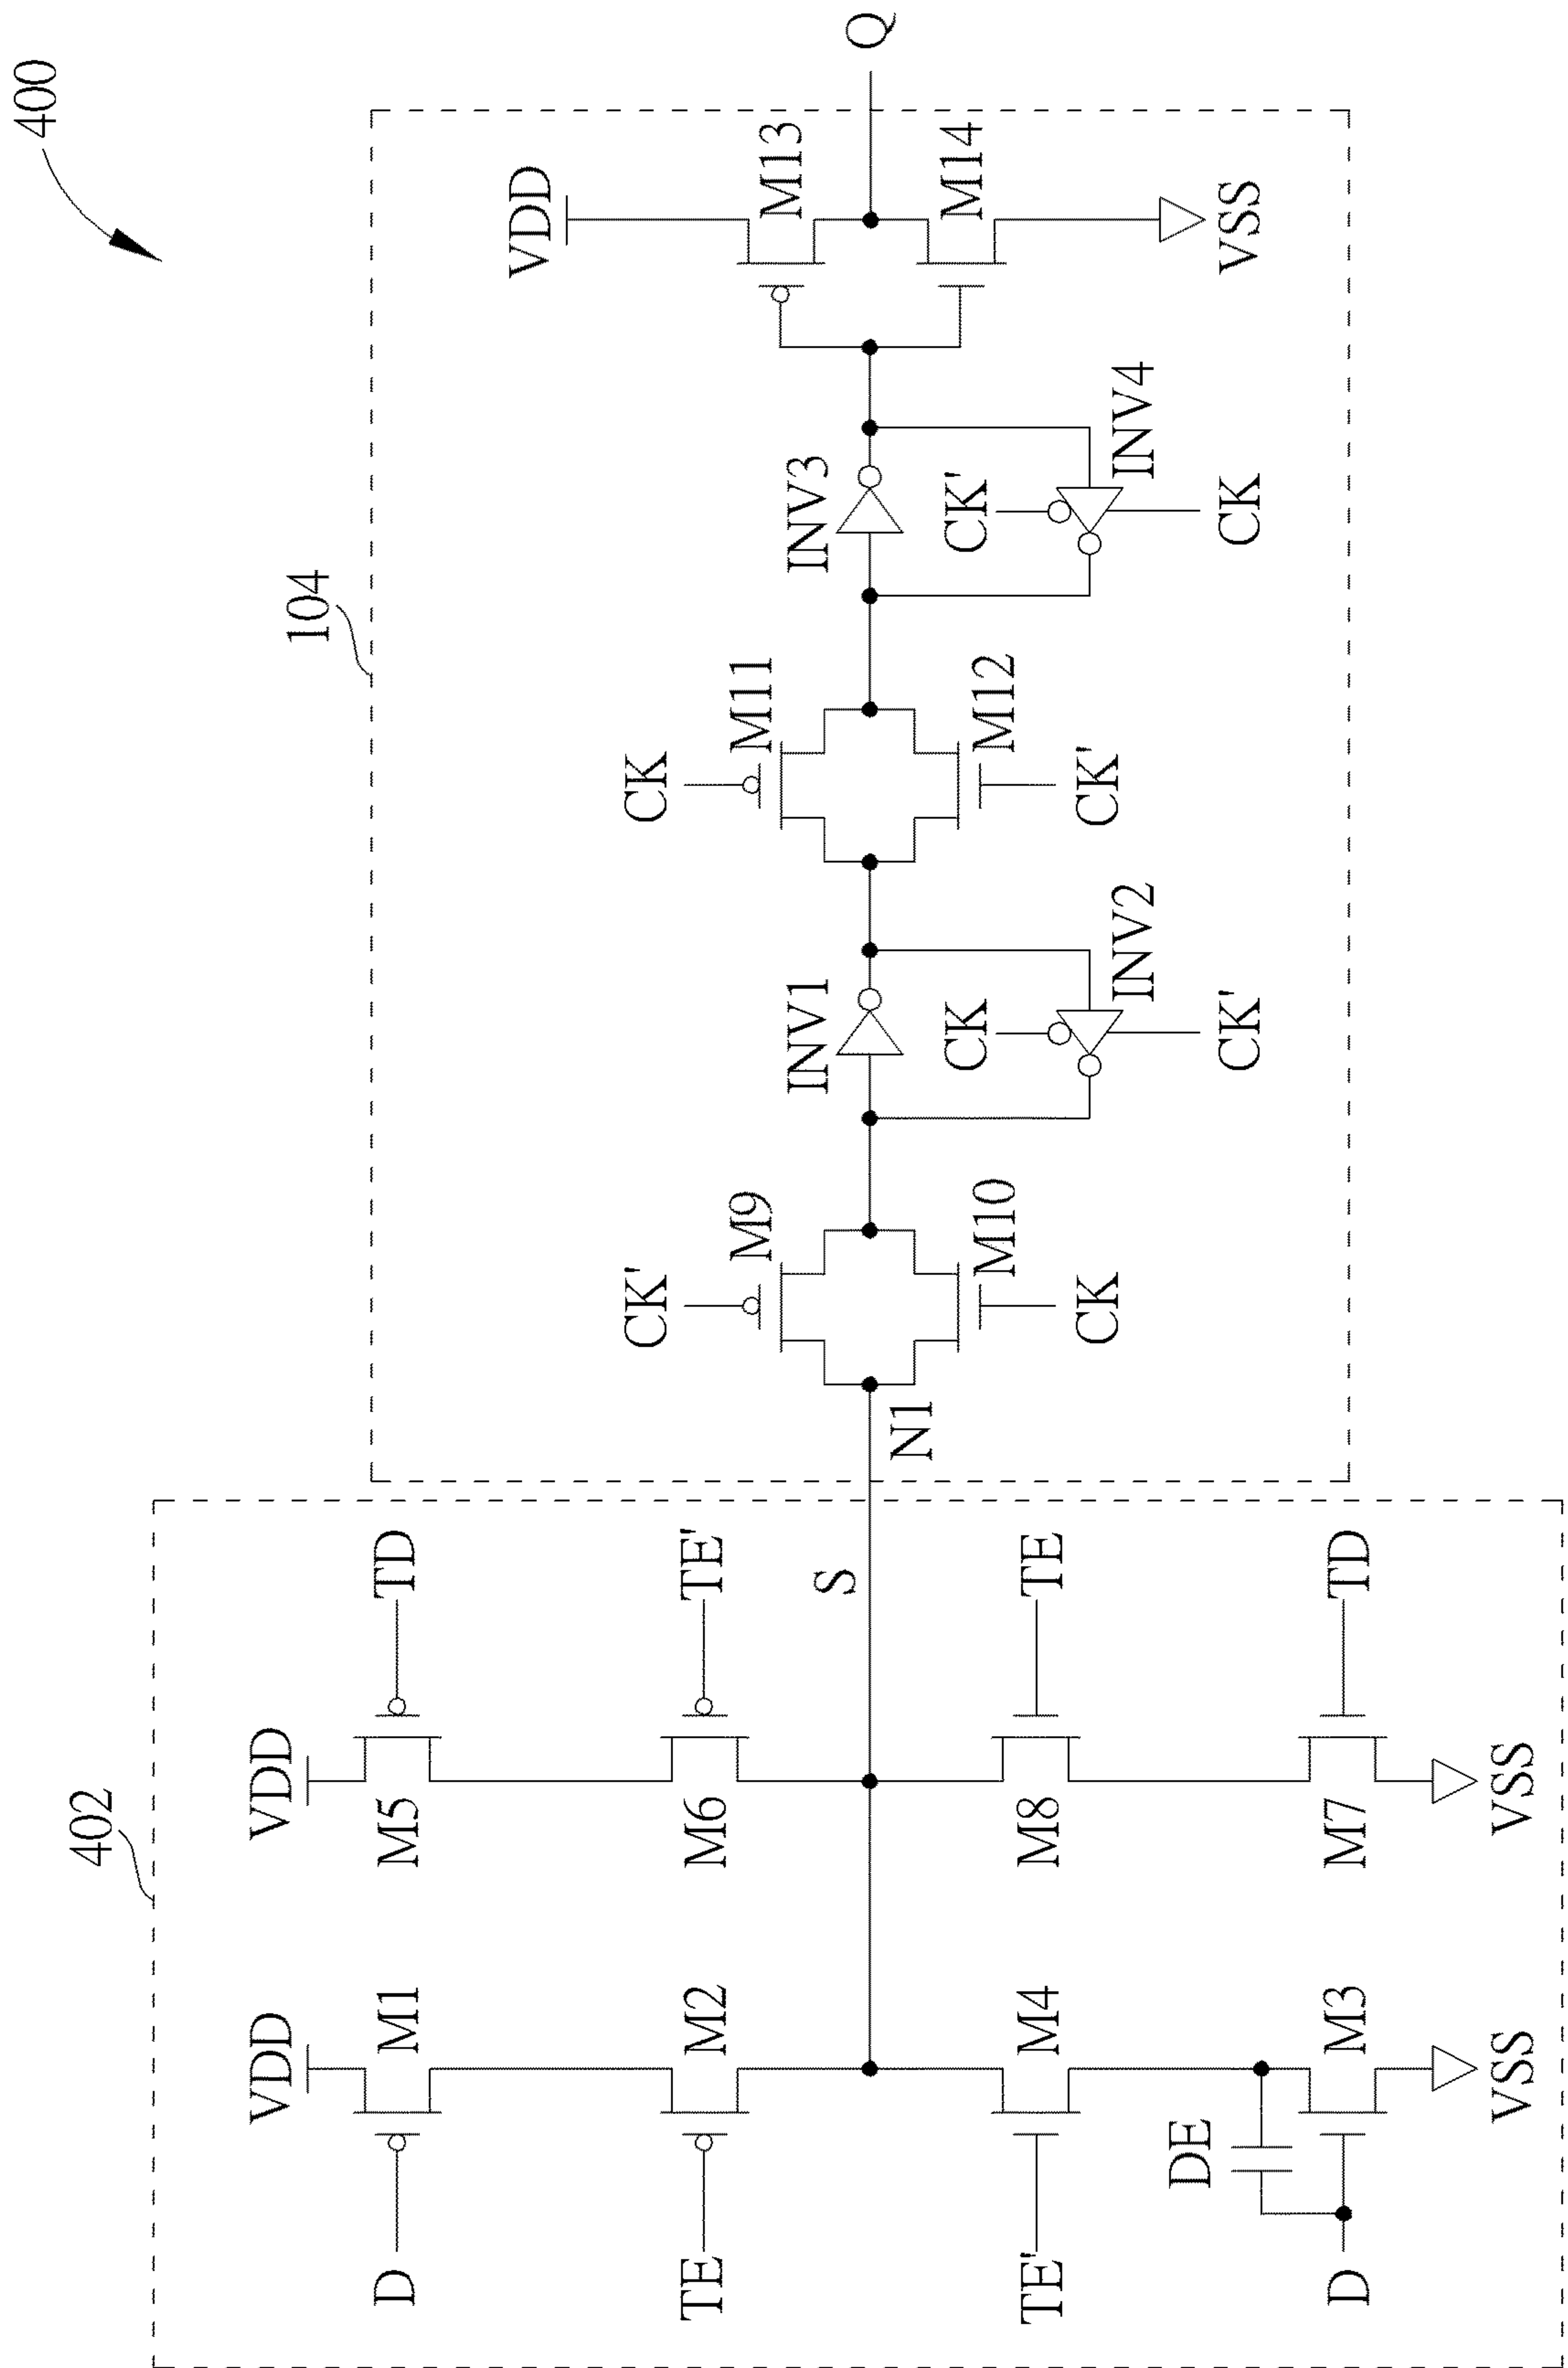 400
402
104
VDD
VDD
D
M1
M5
TD
TE
M2
M6
TE'
S
N1
TE'
M4
M8
TE
DE
D
M3
M7
TD
VSS
VSS
CK'
M9
M10
CK
INV1
CK
INV2
CK'
CK
M11
M12
CK'
INV3
CK'
INV4
CK
VDD
M13
M14
VSS
Q